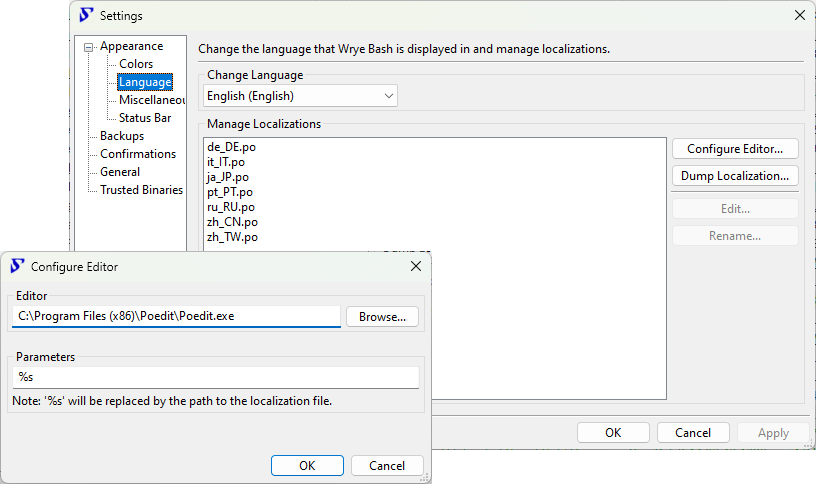 Settings
Appearance
Colors
Language
Miscellaneou
Status Bar
Backups
Confirmations
General
Trusted Binaries
Change the language that Wrye Bash is displayed in and manage localizations.
Change Language
English (English)
Manage Localizations
de_DE.po
it_IT.po
ja_JP.po
pt_PT.po
ru_RU.po
zh_CN.po
zh_TW.po
Configure Editor...
Dump Localization...
Edit...
Rename...
OK
Cancel
Apply
Configure Editor
Editor
C:\Program Files (x86)\Poedit\Poedit.exe
Browse...
Parameters
%s
Note: '%s' will be replaced by the path to the localization file.
OK
Cancel